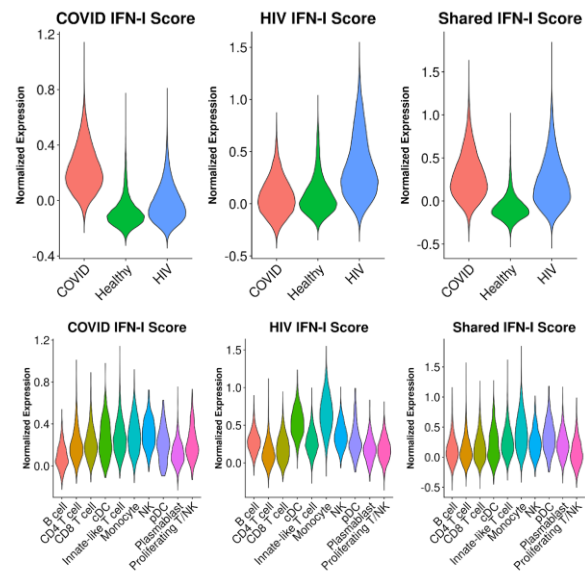 COVID IFN-I Score
HIV IFN-I Score
Shared IFN-I Score
Normalized Expression
1.2
0.8
0.4
0.0
-0.4
COVID
Healthy
HIV
Normalized Expression
1.5
1.0
0.5
0.0
-0.5
COVID
Healthy
HIV
Normalized Expression
1.5
1.0
0.5
0.0
-0.5
COVID
Healthy
HIV
COVID IFN-I Score
HIV IFN-I Score
Shared IFN-I Score
Normalized Expression
1.2
0.8
0.4
0.0
B cell
CD4 T cell
CD8 T cell
cDC
Innate-like T cell
Monocyte
NK
pDC
Plasmablast
Proliferating T/NK
Normalized Expression
1.5
1.0
0.5
0.0
B cell
CD4 T cell
CD8 T cell
cDC
Innate-like T cell
Monocyte
NK
pDC
Plasmablast
Proliferating T/NK
Normalized Expression
1.5
1.0
0.5
0.0
-0.5
B cell
CD4 T cell
CD8 T cell
cDC
Innate-like T cell
Monocyte
NK
pDC
Plasmablast
Proliferating T/NK